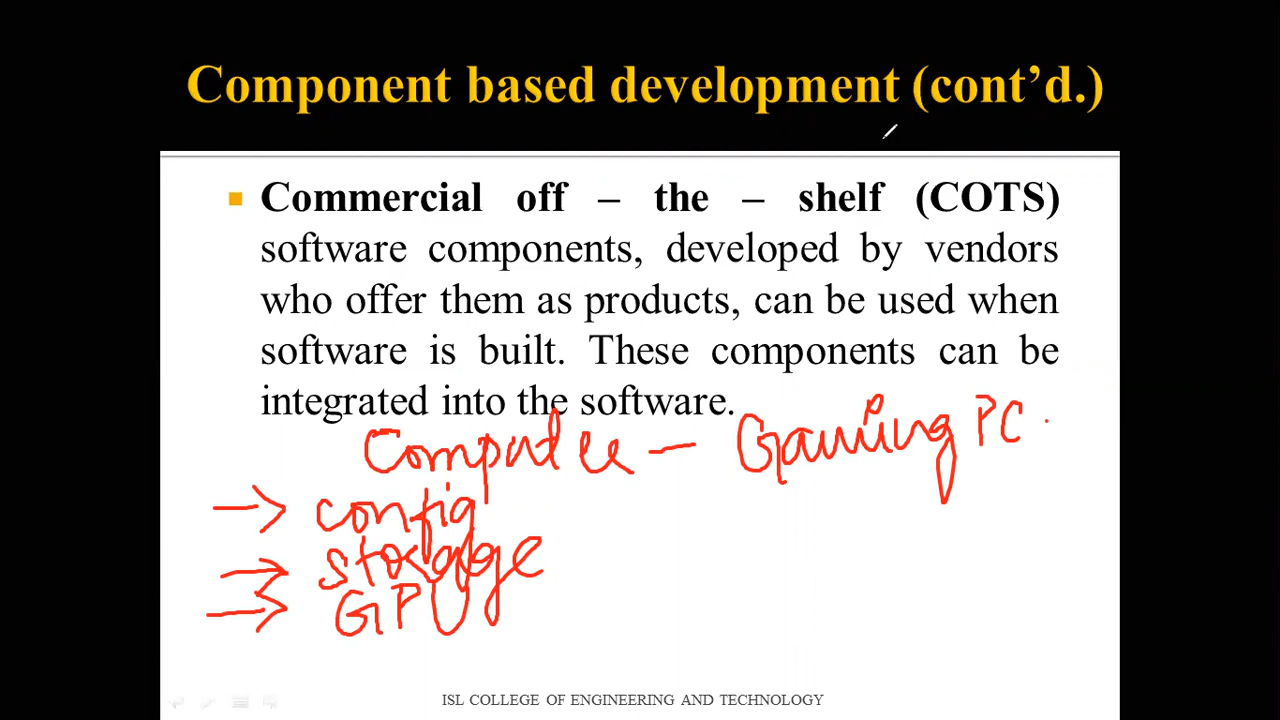 Component based development (cont’d.)
Commercial off – the – shelf (COTS)
software components, developed by vendors
who offer them as products, can be used when
software is built. These components can be
integrated into the software.
Computer – Gaming PC
→ config
→ storage
→ GPU
ISL COLLEGE OF ENGINEERING AND TECHNOLOGY